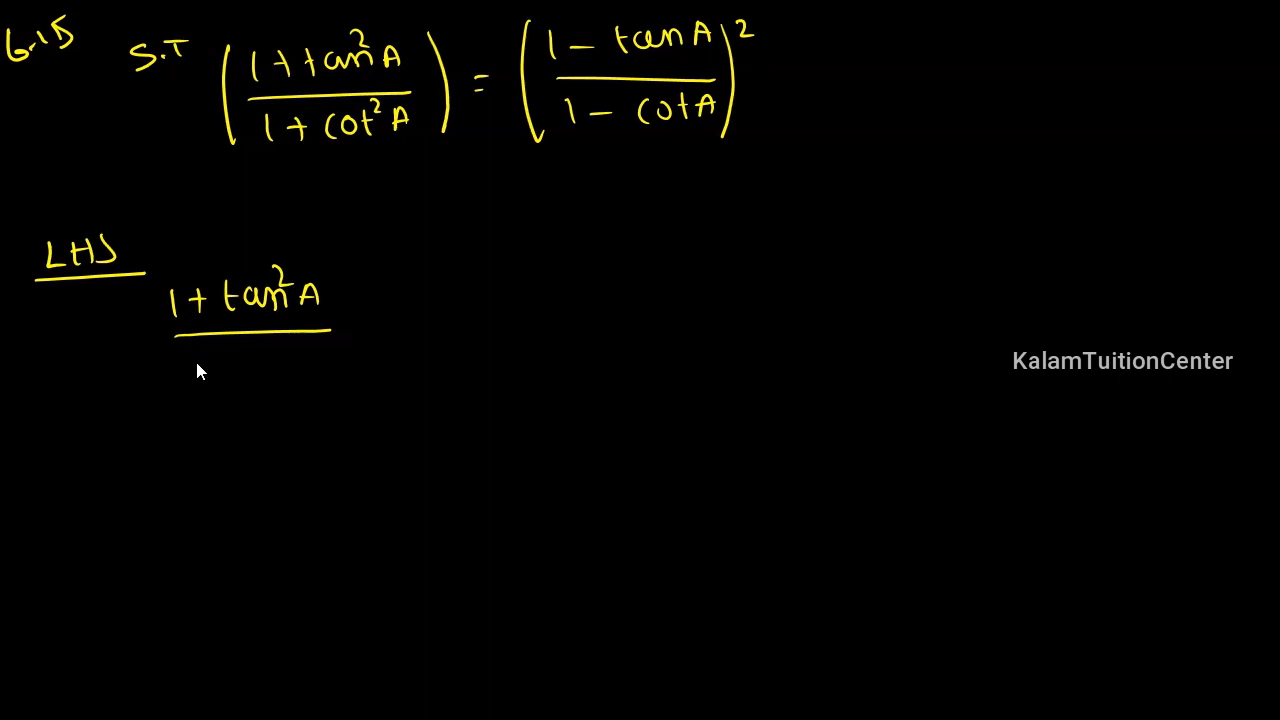 6.15 S.T (1 + tan²A / 1 + cot²A) = (1 - tanA / 1 - cotA)²
LHS
1 + tan²A
KalamTuitionCenter